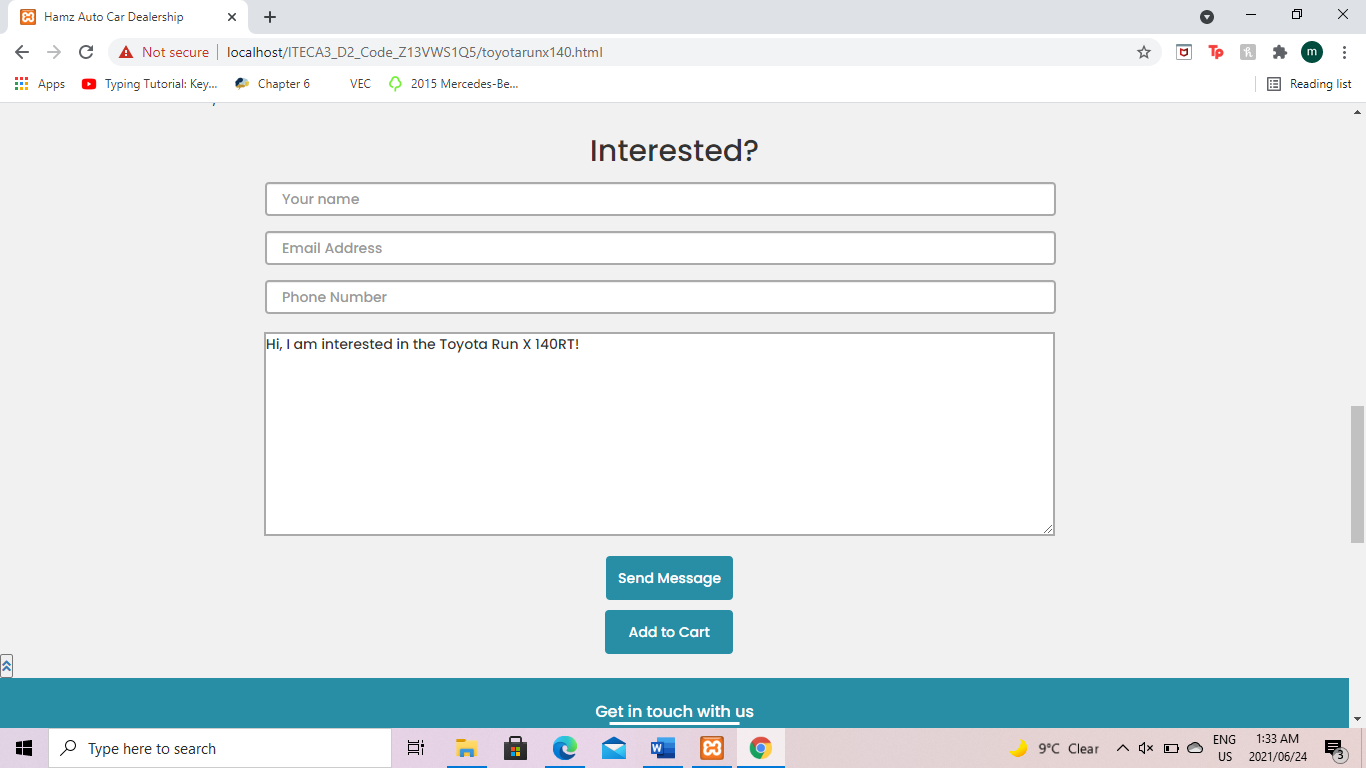 Hamz Auto Car Dealership
Not secure
localhost/ITECA3_D2_Code_Z13VWS1Q5/toyotarunx140.html
Tp
h
m
Apps
Typing Tutorial: Key...
Chapter 6
VEC
2015 Mercedes-Be...
Reading list
Interested?
Your name
Email Address
Phone Number
Hi, I am interested in the Toyota Run X 140RT!
Send Message
Add to Cart
Get in touch with us
Type here to search
9°C Clear
ENG
US
1:33 AM
2021/06/24
3